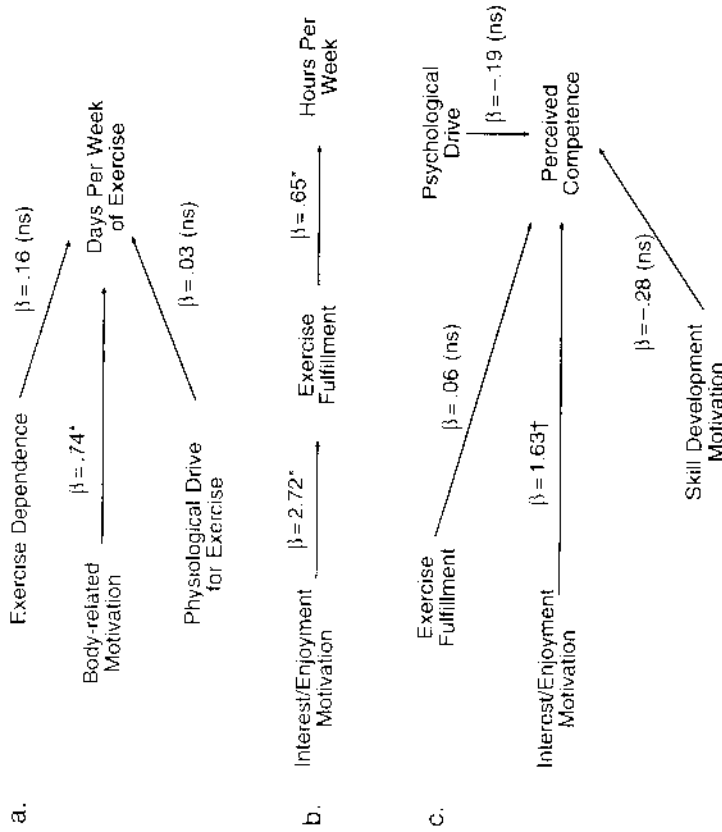 a.
Exercise Dependence
β = .16 (ns)
Body-related
Motivation
β = .74*
Days Per Week
of Exercise
Physiological Drive
for Exercise
β = .03 (ns)
b.
Interest/Enjoyment
Motivation
β = 2.72*
Exercise
Fulfillment
β = .65*
Hours Per
Week
c.
Exercise
Fulfillment
β = .06 (ns)
Psychological
Drive
β = −.19 (ns)
Interest/Enjoyment
Motivation
β = 1.63†
Perceived
Competence
Skill Development
Motivation
β = −.28 (ns)